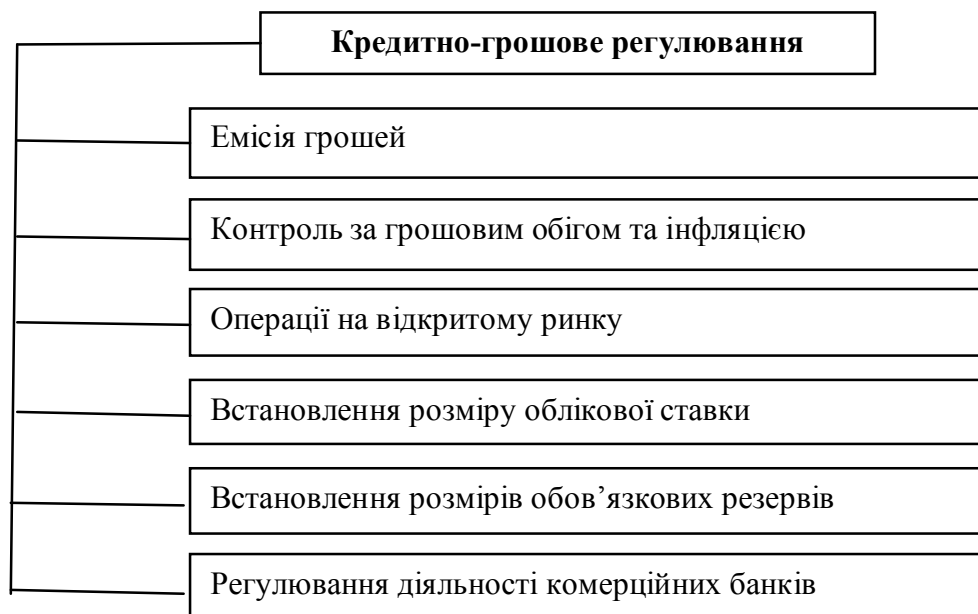 Кредитно-грошове регулювання
Емісія грошей
Контроль за грошовим обігом та інфляцією
Операції на відкритому ринку
Встановлення розміру облікової ставки
Встановлення розмірів обов’язкових резервів
Регулювання діяльності комерційних банків